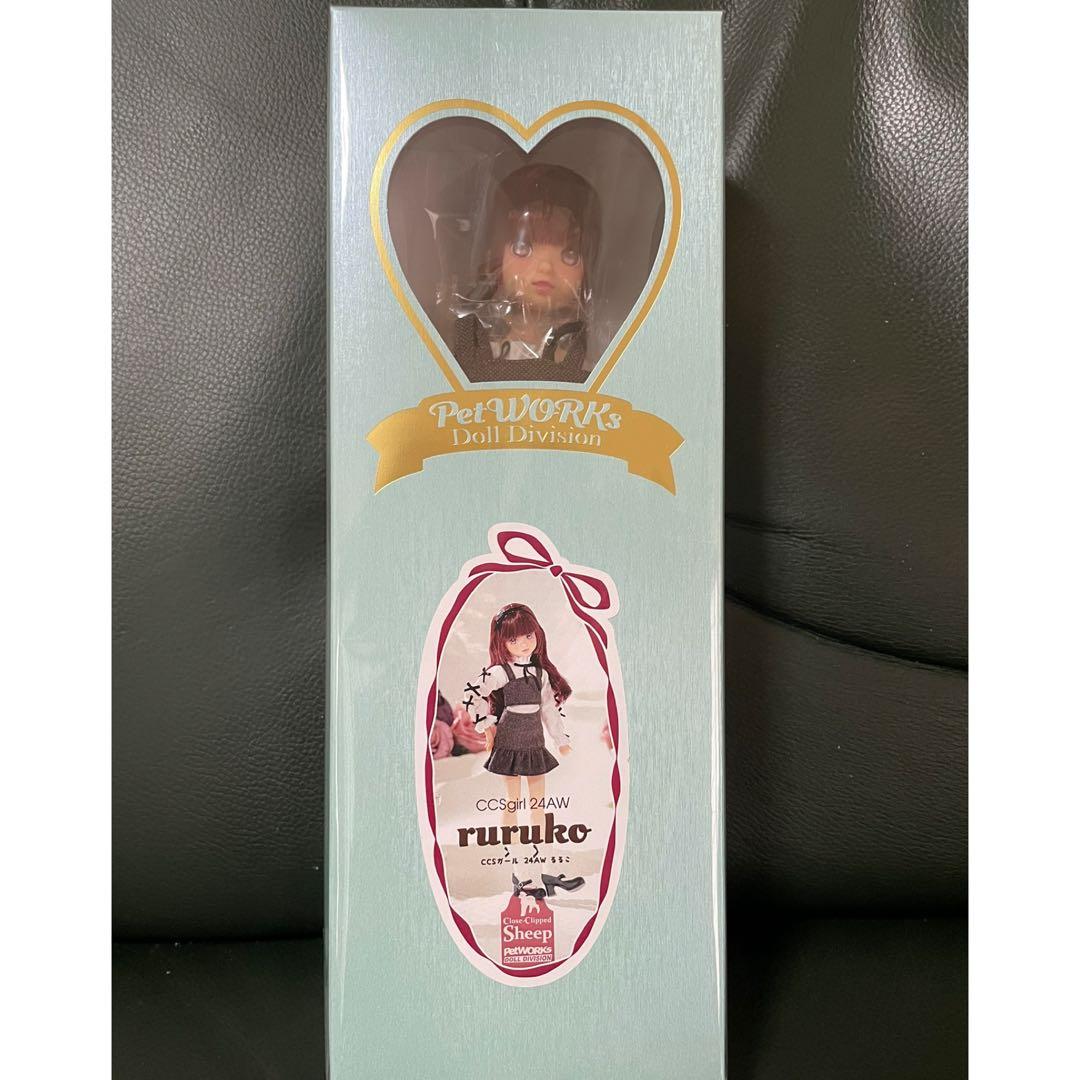 PetWORKs
Doll Division
CCSgirl 24AW
ruruko
CCSガール 24AW るるこ
Close-Clipped
Sheep
PetWORKs
DOLL DIVISION